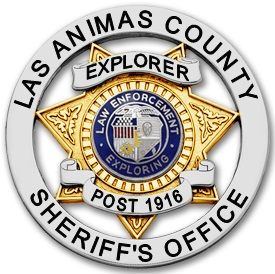 LAS ANIMAS COUNTY
EXPLORER
LAW ENFORCEMENT
EXPLORING
POST 1916
SHERIFF'S OFFICE